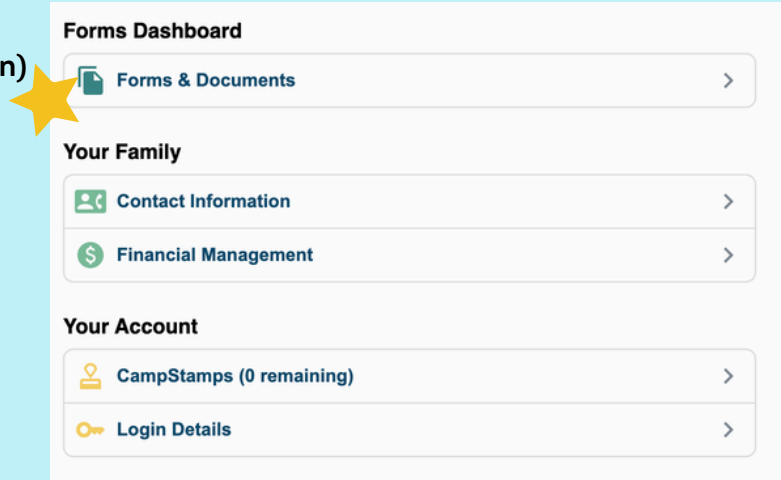 Forms Dashboard
n)
Forms & Documents
Your Family
Contact Information
Financial Management
Your Account
CampStamps (0 remaining)
Login Details